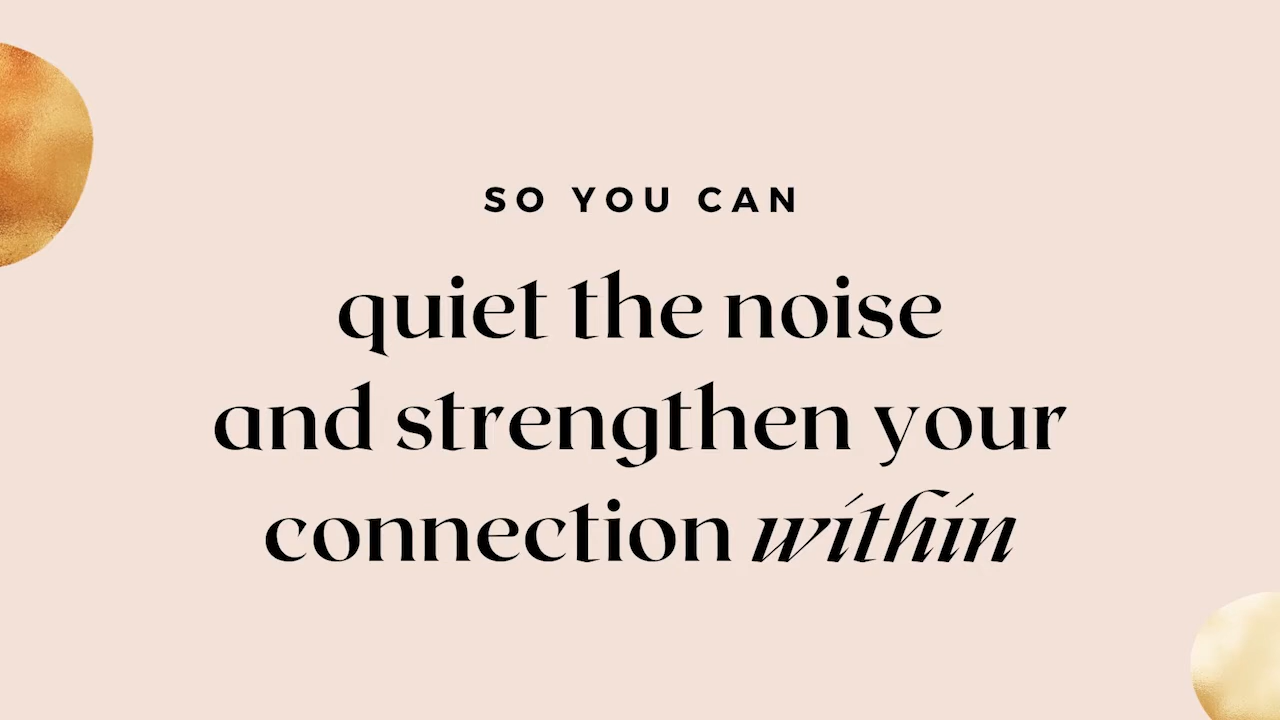 SO YOU CAN
quiet the noise
and strengthen your
connection within